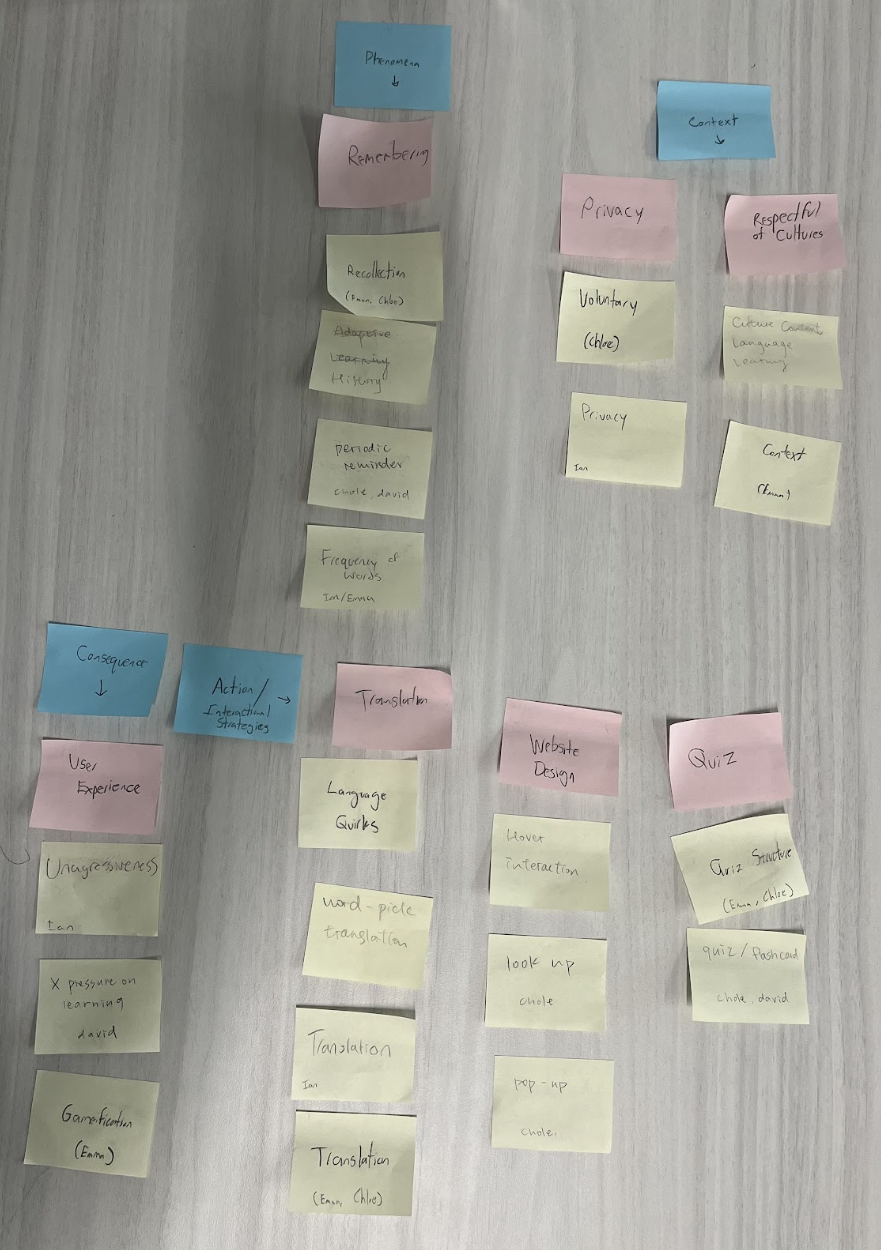 Phenomena
↓
Remembering
Recollection
(Emma, Chloe)
Adaptive
Learning
History
periodic
reminder
chole, david
Frequency of
words
Ian/Emma
Context
↓
Privacy
Voluntary
(Chloe)
Privacy
Ian
Respectful
of Cultures
Culture Context
Language
Learning
Context
(Emma)
Consequence
↓
User
Experience
Unagressiveness
Ian
X pressure on
learning
david
Gamification
(Emma)
Action/
Interactional
Strategies
→
Translation
Language
Quirks
word-pick
translation
Translation
Ian
Translation
(Emma, Chloe)
Website
Design
Hover
interaction
look up
chole
pop-up
chole
Quiz
Quiz Structure
(Emma, Chloe)
quiz/flashcard
chole, david